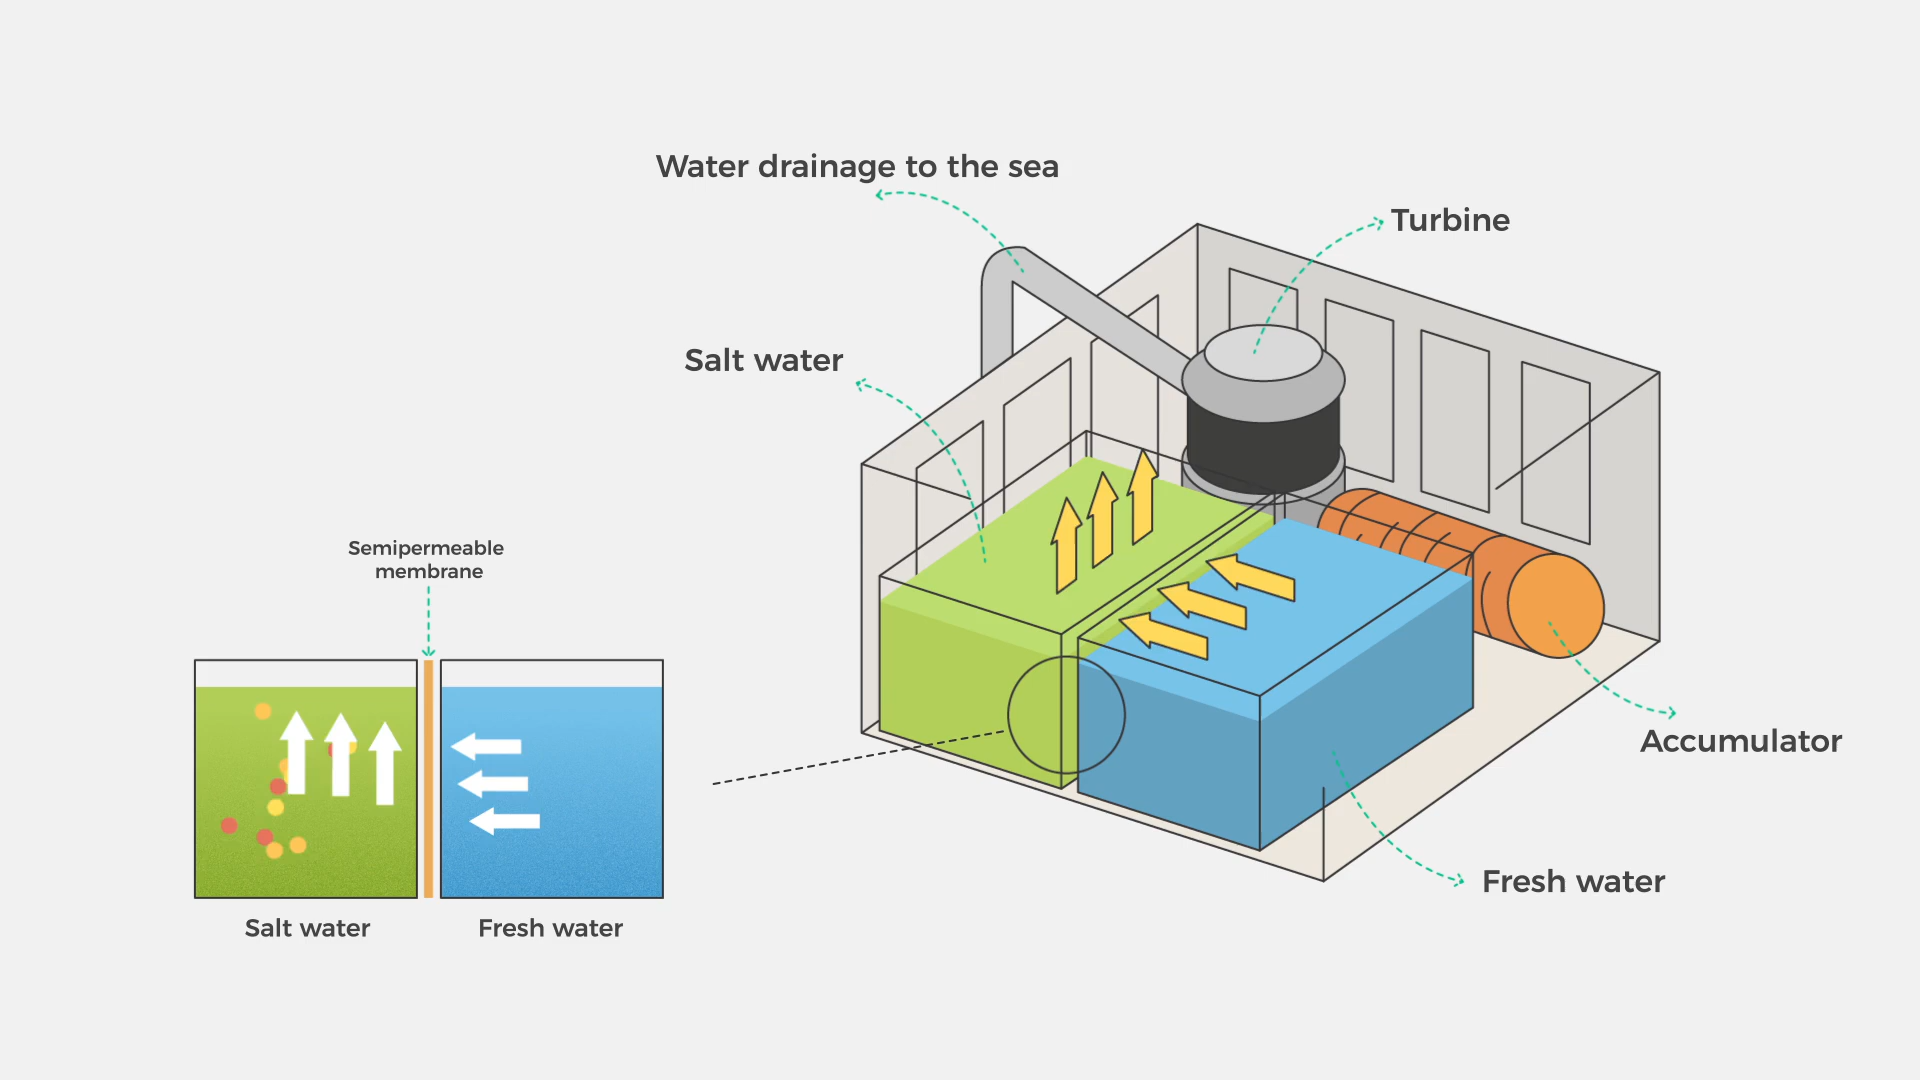 Water drainage to the sea
Turbine
Salt water
Semipermeable
membrane
Accumulator
Fresh water
Salt water
Fresh water